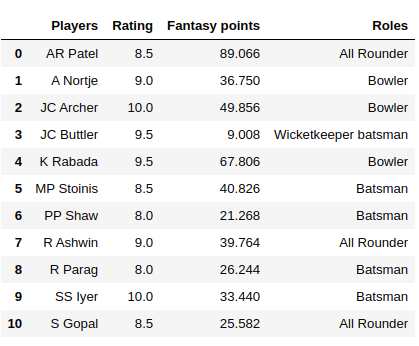 Players Rating Fantasy points Roles
0 AR Patel 8.5 89.066 All Rounder
1 A Nortje 9.0 36.750 Bowler
2 JC Archer 10.0 49.856 Bowler
3 JC Buttler 9.5 9.008 Wicketkeeper batsman
4 K Rabada 9.5 67.806 Bowler
5 MP Stoinis 8.5 40.826 Batsman
6 PP Shaw 8.0 21.268 Batsman
7 R Ashwin 9.0 39.764 All Rounder
8 R Parag 8.0 26.244 Batsman
9 SS Iyer 10.0 33.440 Batsman
10 S Gopal 8.5 25.582 All Rounder